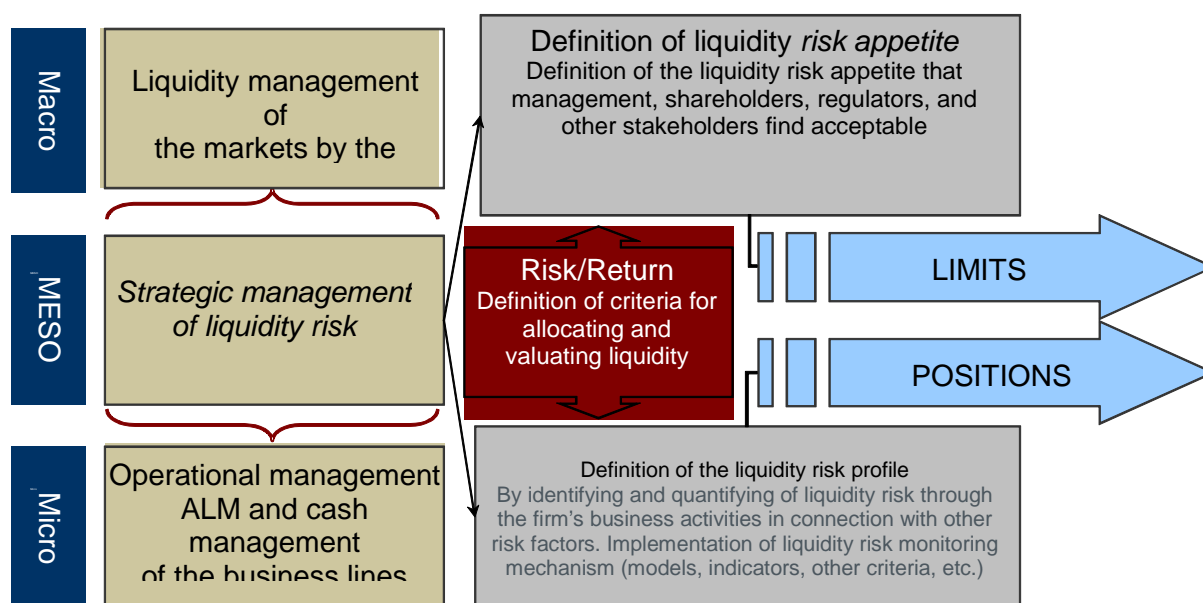 Macro
Liquidity management
of
the markets by the
Definition of liquidity risk appetite
Definition of the liquidity risk appetite that
management, shareholders, regulators, and
other stakeholders find acceptable
MESO
Strategic management
of liquidity risk
Risk/Return
Definition of criteria for
allocating and
valuating liquidity
LIMITS
POSITIONS
Micro
Operational management
ALM and cash
management
of the business lines
Definition of the liquidity risk profile
By identifying and quantifying of liquidity risk through
the firm's business activities in connection with other
risk factors. Implementation of liquidity risk monitoring
mechanism (models, indicators, other criteria, etc.)